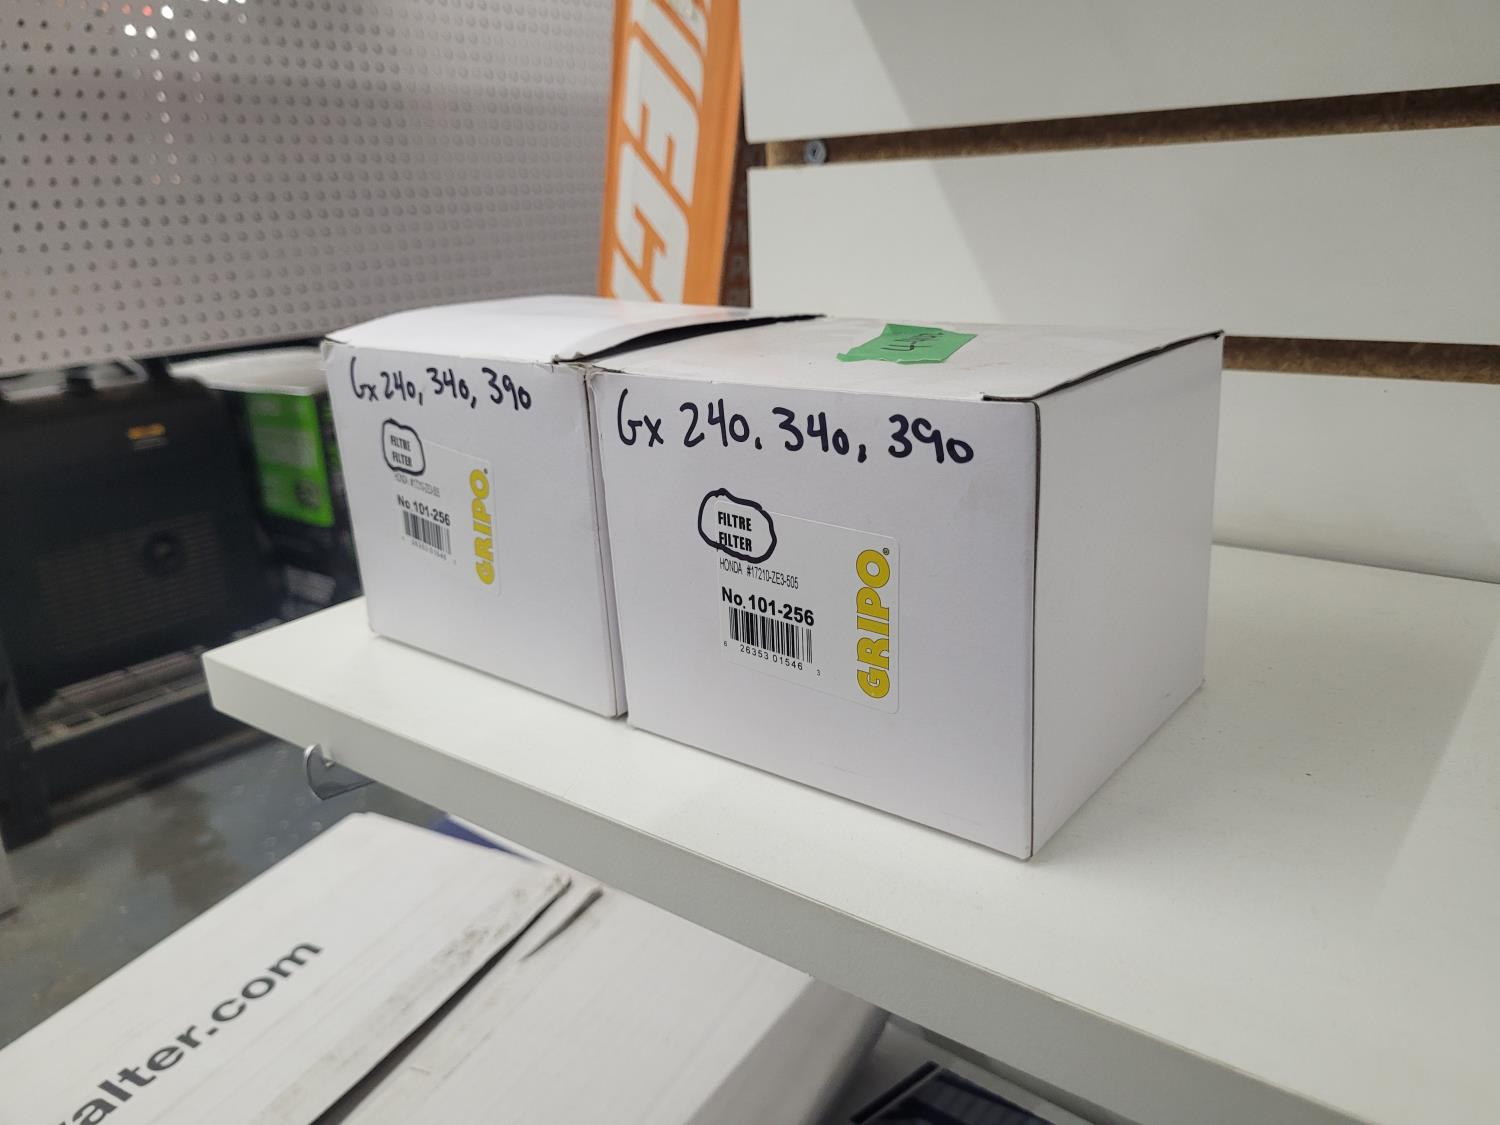 Gx 240, 340, 390
FILTRE
FILTER
No. 101-256
GRIPO
Gx 240, 340, 390
FILTRE
FILTER
HONDA #17210-ZE3-505
No. 101-256
6 26353 01546 3
GRIPO
alter.com